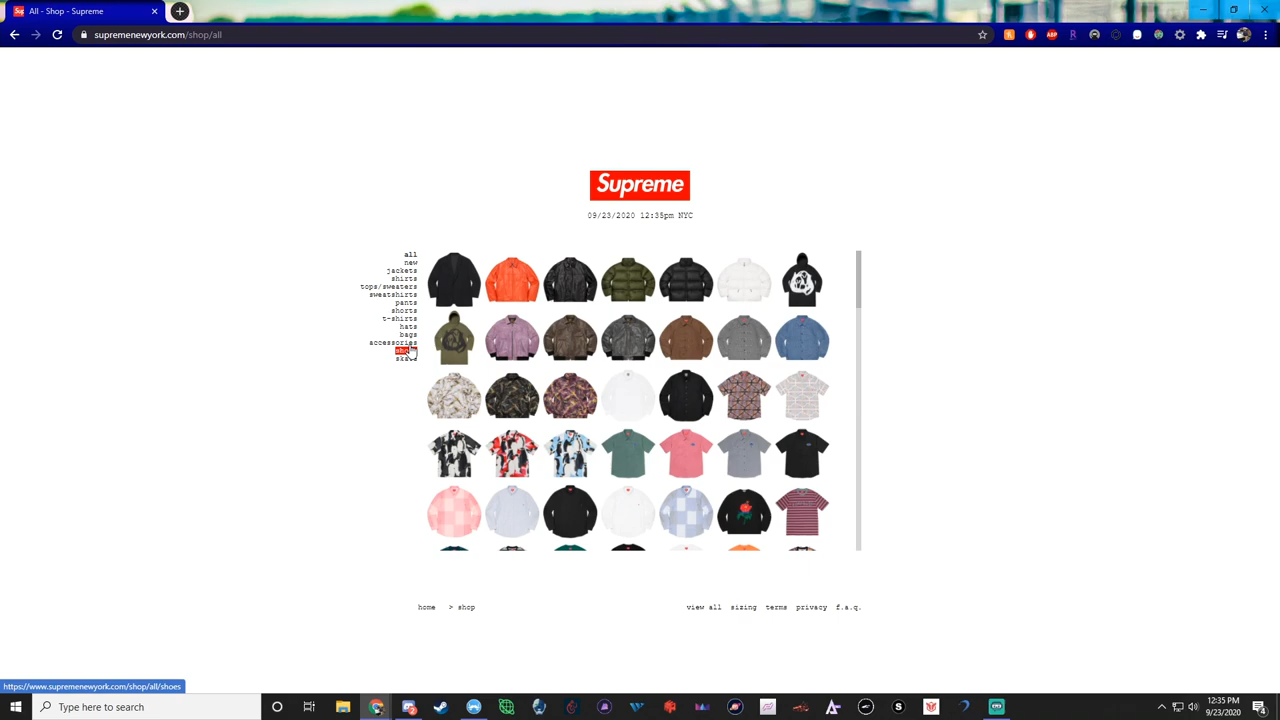 All - Shop - Supreme
supremenewyork.com/shop/all
ABP
Supreme
09/23/2020 12:35pm NYC
all
new
jackets
shirts
tops/sweaters
sweatshirts
pants
shorts
t-shirts
hats
bags
accessories
home > shop
view all sizing terms privacy f.a.q.
https://www.supremenewyork.com/shop/all/shoes
Type here to search
12:35 PM
9/23/2020